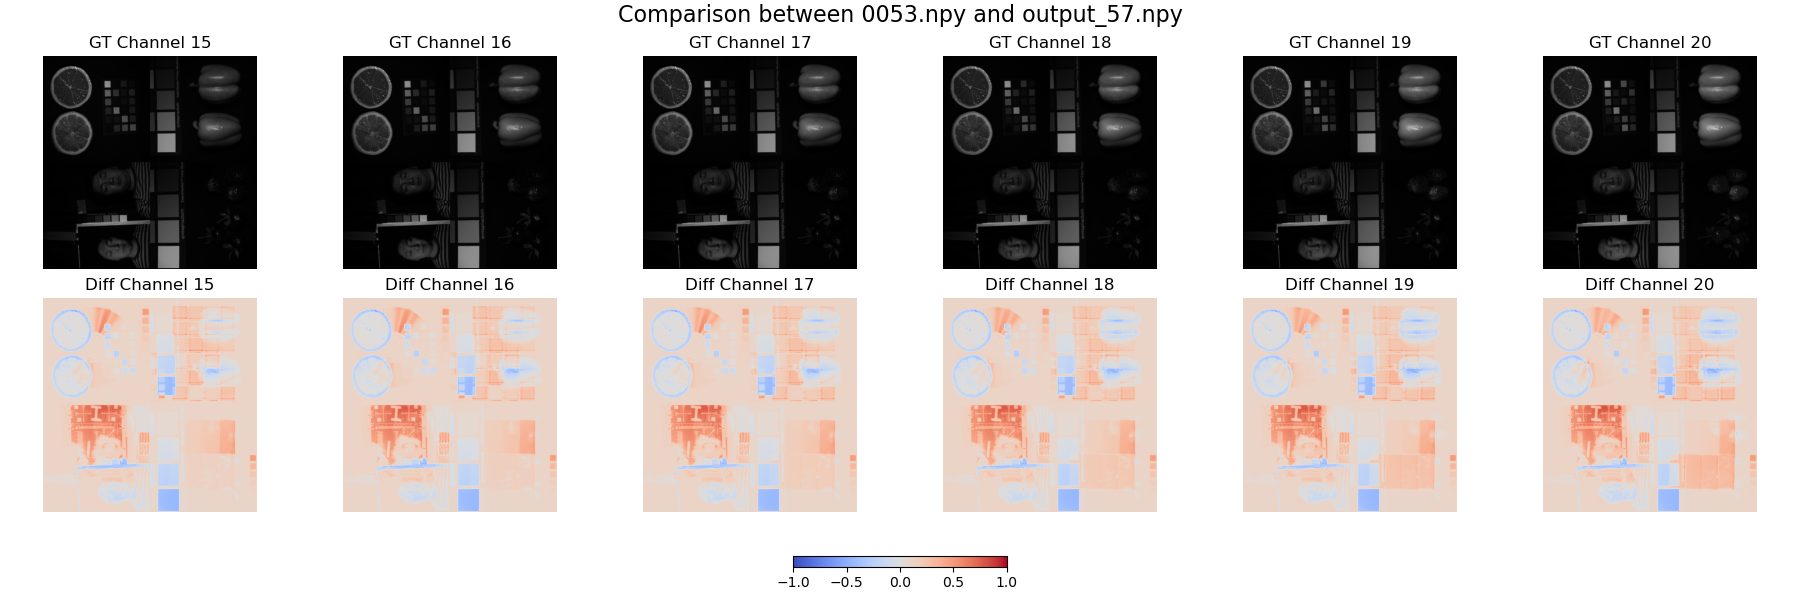 Comparison between 0053.npy and output_57.npy
GT Channel 15
GT Channel 16
GT Channel 17
GT Channel 18
GT Channel 19
GT Channel 20
Diff Channel 15
Diff Channel 16
Diff Channel 17
Diff Channel 18
Diff Channel 19
Diff Channel 20
−1.0
−0.5
0.0
0.5
1.0